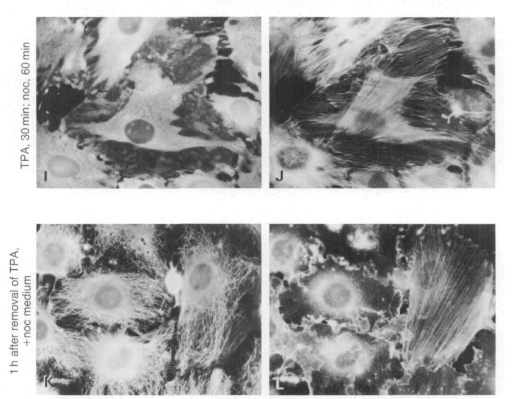 TPA, 30 min; noc, 60 min
I
J
1 h after removal of TPA,
+noc medium
K
L